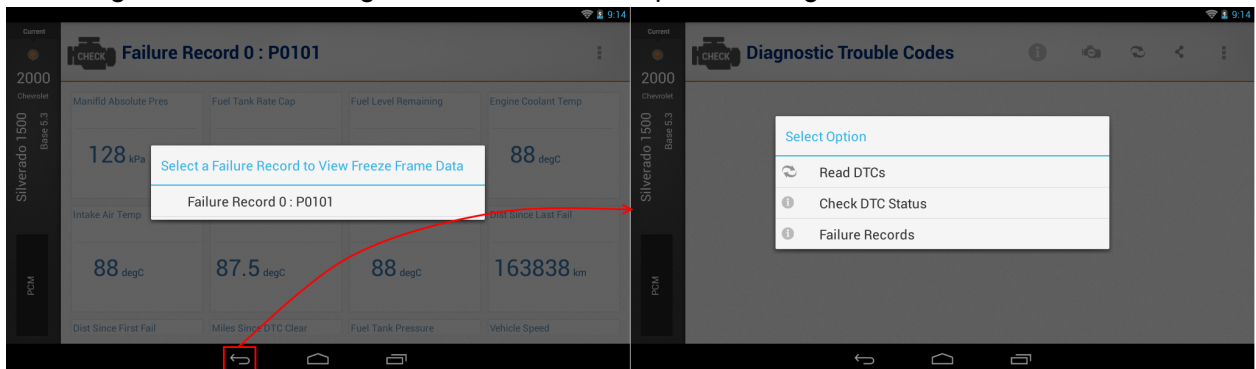 9:14
Current
CHECK
Failure Record 0 : P0101
2000
Chevrolet
Silverado 1500
Base 5.3
PCM
Manifld Absolute Pres
Fuel Tank Rate Cap
Fuel Level Remaining
Engine Coolant Temp
128 kPa
88 degC
Select a Failure Record to View Freeze Frame Data
Failure Record 0 : P0101
Intake Air Temp
Dist Since Last Fail
88 degC
87.5 degC
88 degC
163838 km
Dist Since First Fail
Miles Since DTC Clear
Fuel Tank Pressure
Vehicle Speed
9:14
Current
CHECK
Diagnostic Trouble Codes
2000
Chevrolet
Silverado 1500
Base 5.3
PCM
Select Option
Read DTCs
Check DTC Status
Failure Records